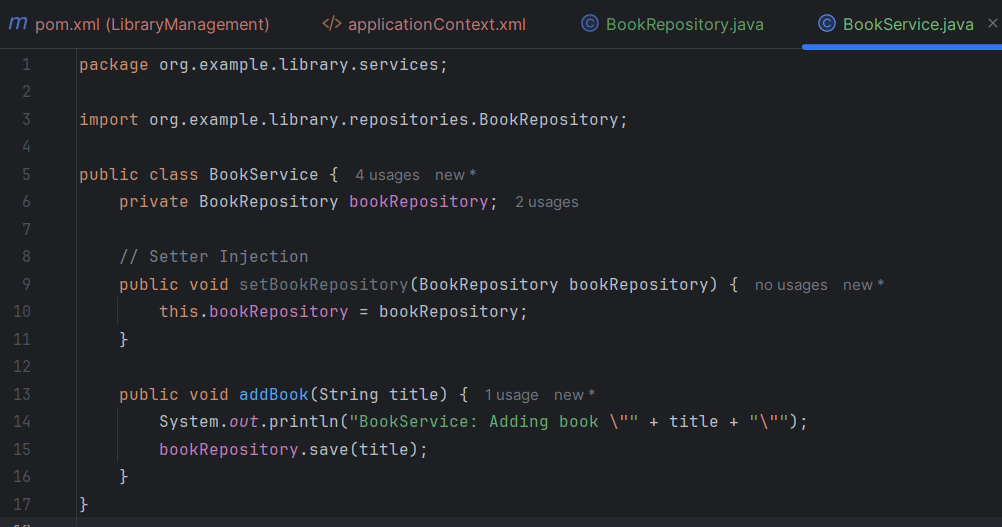 m pom.xml (LibraryManagement) </> applicationContext.xml © BookRepository.java © BookService.java ×
1 package org.example.library.services;
2
3 import org.example.library.repositories.BookRepository;
4
5 public class BookService { 4 usages new *
6 private BookRepository bookRepository; 2 usages
7
8 // Setter Injection
9 public void setBookRepository(BookRepository bookRepository) { no usages new *
10 this.bookRepository = bookRepository;
11 }
12
13 public void addBook(String title) { 1 usage new *
14 System.out.println("BookService: Adding book \"" + title + "\"");
15 bookRepository.save(title);
16 }
17 }